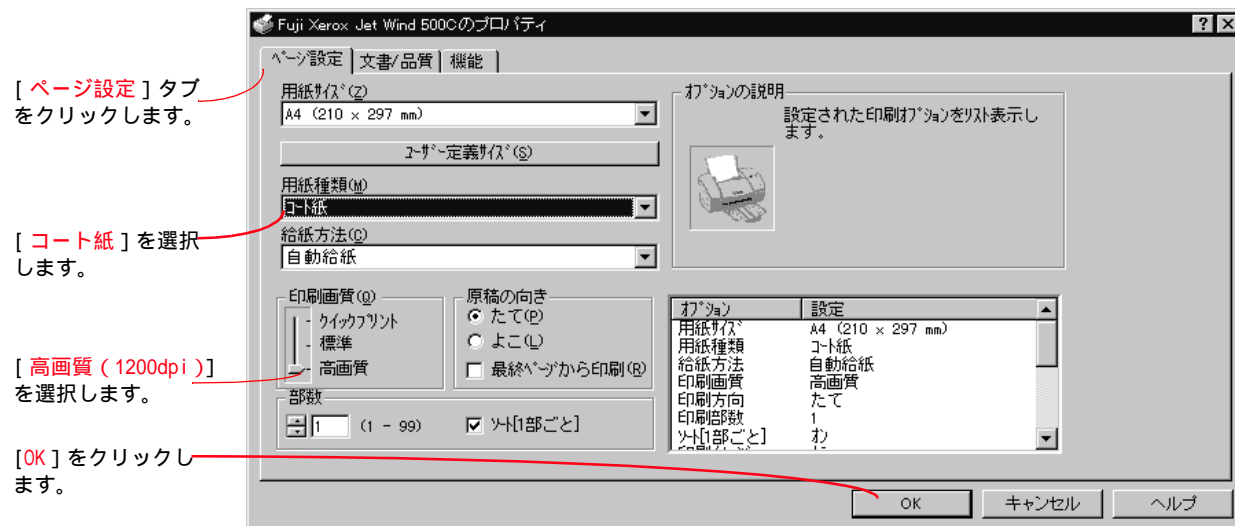 Fuji Xerox Jet Wind 500Cのプロパティ
ページ設定
文書/品質
機能
[ ページ設定 ] タブ
をクリックします。
用紙サイズ(Z)
A4 (210 x 297 mm)
ユーザー定義サイズ(S)
用紙種類(M)
コート紙
[ コート紙 ] を選択
します。
給紙方法(C)
自動給紙
オプションの説明
設定された印刷オプションをリスト表示し
ます。
印刷画質(Q)
クイックプリント
標準
高画質
[ 高画質 ( 1200dpi )]
を選択します。
原稿の向き
たて(P)
よこ(L)
最終ページから印刷(R)
部数
1 (1 - 99)
ソート[1部ごと]
オプション 設定
用紙サイズ A4 (210 x 297 mm)
用紙種類 コート紙
給紙方法 自動給紙
印刷画質 高画質
印刷方向 たて
印刷部数 1
ソート[1部ごと] オン
[OK ] をクリックし
ます。
OK
キャンセル
ヘルプ